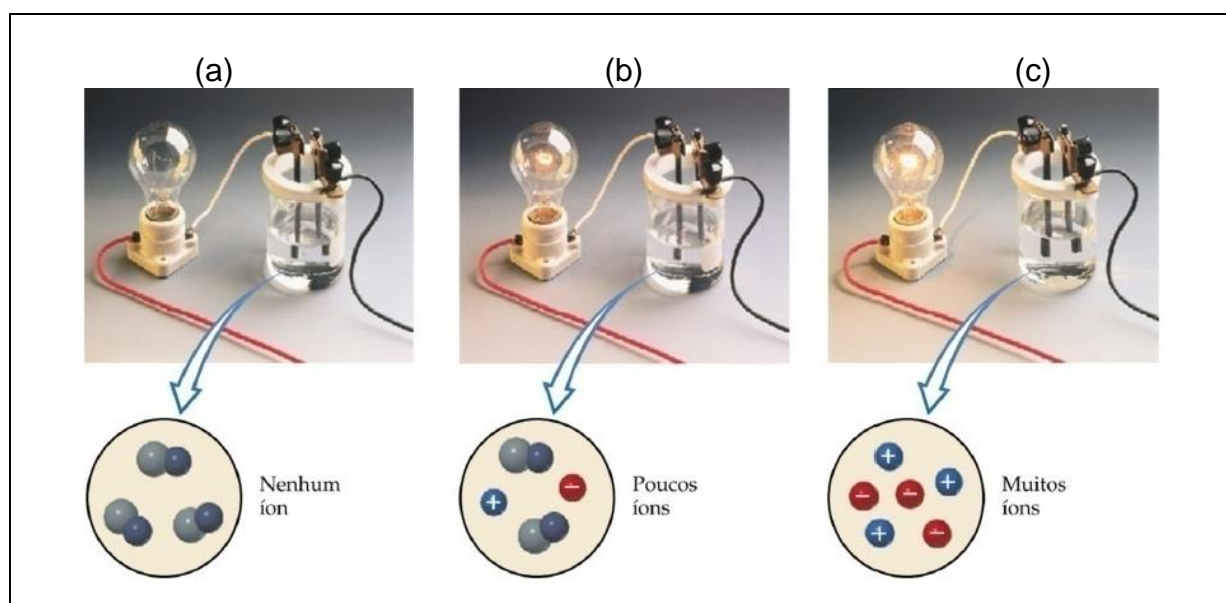 (a)
(b)
(c)
Nenhum
íon
+
−
Poucos
íons
+
+
−
−
+
−
Muitos
íons